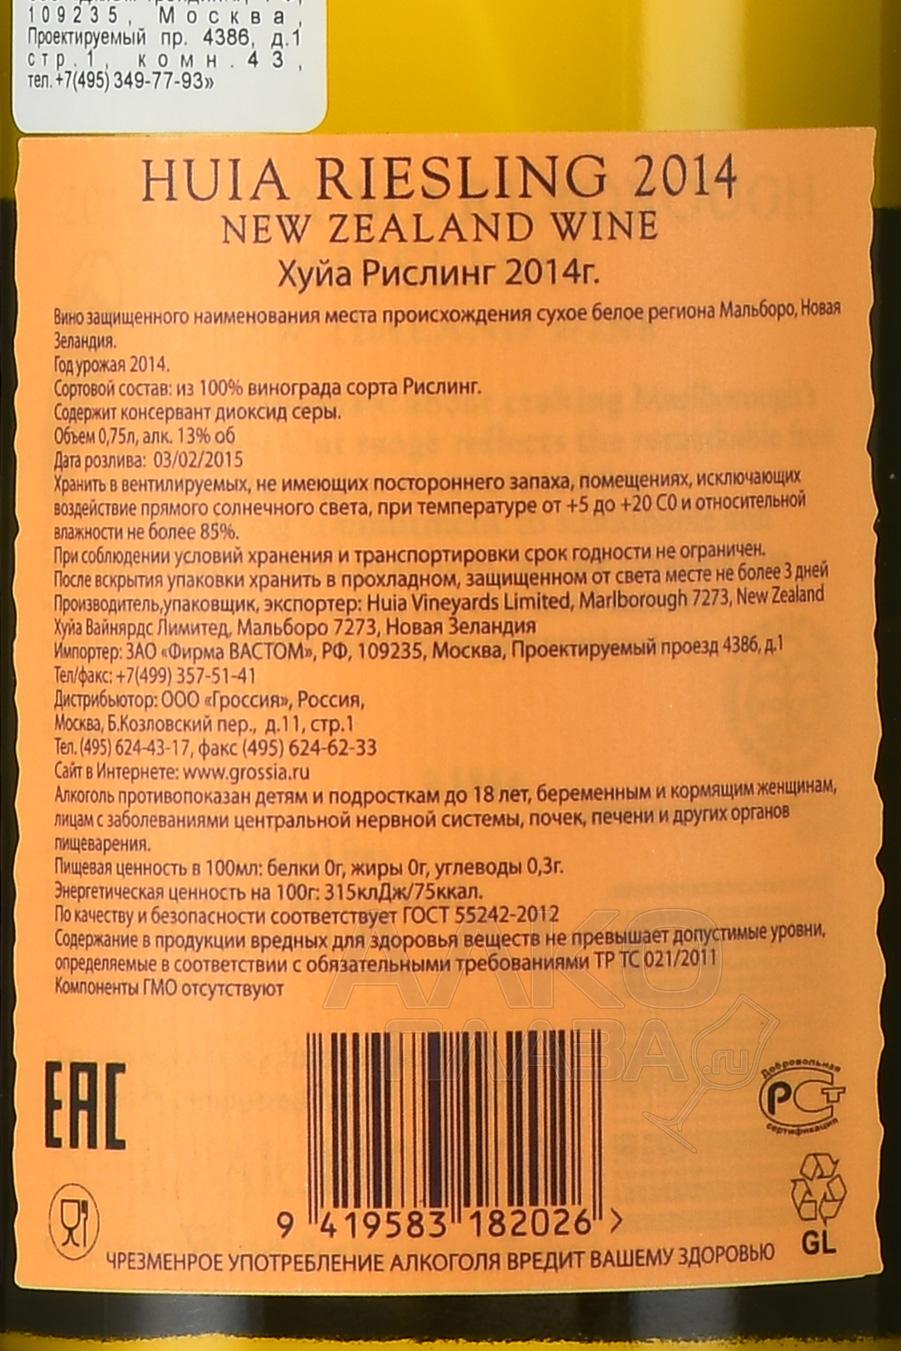 109235, Москва,
Проектируемый пр. 4386, д.1
стр.1, комн.43,
тел.+7(495) 349-77-93»
HUIA RIESLING 2014
NEW ZEALAND WINE
Хуйа Рислинг 2014г.
Вино защищенного наименования места происхождения сухое белое региона Мальборо, Новая
Зеландия.
Год урожая 2014.
Сортовой состав: из 100% винограда сорта Рислинг.
Содержит консервант диоксид серы.
Объем 0,75л, алк. 13% об
Дата розлива: 03/02/2015
Хранить в вентилируемых, не имеющих постороннего запаха, помещениях, исключающих
воздействие прямого солнечного света, при температуре от +5 до +20 С0 и относительной
влажности не более 85%.
При соблюдении условий хранения и транспортировки срок годности не ограничен.
После вскрытия упаковки хранить в прохладном, защищенном от света месте не более 3 дней
Производитель,упаковщик, экспортер: Huia Vineyards Limited, Marlborough 7273, New Zealand
Хуйа Вайнярдс Лимитед, Мальборо 7273, Новая Зеландия
Импортер: ЗАО «Фирма ВАСТОМ», РФ, 109235, Москва, Проектируемый проезд 4386, д.1
Тел/факс: +7(499) 357-51-41
Дистрибьютор: ООО «Гроссия», Россия,
Москва, Б.Козловский пер., д.11, стр.1
Тел. (495) 624-43-17, факс (495) 624-62-33
Сайт в Интернете: www.grossia.ru
Алкоголь противопоказан детям и подросткам до 18 лет, беременным и кормящим женщинам,
лицам с заболеваниями центральной нервной системы, почек, печени и других органов
пищеварения.
Пищевая ценность в 100мл: белки 0г, жиры 0г, углеводы 0,3г.
Энергетическая ценность на 100г: 315клДж/75ккал.
По качеству и безопасности соответствует ГОСТ 55242-2012
Содержание в продукции вредных для здоровья веществ не превышает допустимые уровни,
определяемые в соответствии с обязательными требованиями ТР ТС 021/2011
Компоненты ГМО отсутствуют
АЛКО
ПЛАВА.ru
EAC
Добровольная
РСТ
сертификация
9 419583 182026 >
GL
ЧРЕЗМЕНРОЕ УПОТРЕБЛЕНИЕ АЛКОГОЛЯ ВРЕДИТ ВАШЕМУ ЗДОРОВЬЮ